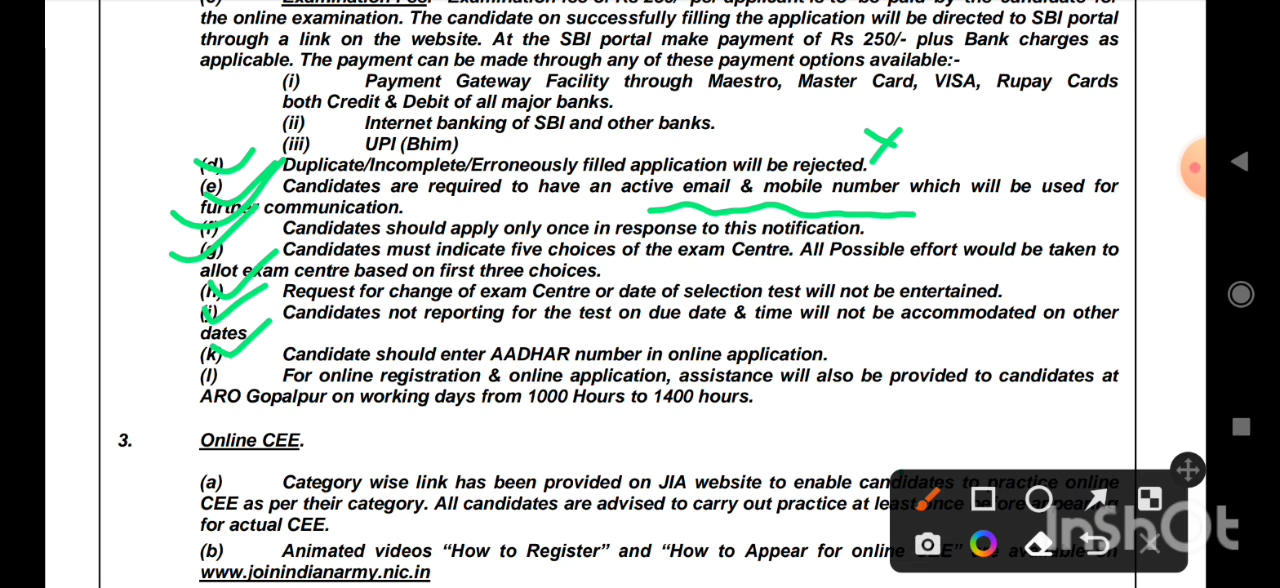 the online examination. The candidate on successfully filling the application will be directed to SBI portal
through a link on the website. At the SBI portal make payment of Rs 250/- plus Bank charges as
applicable. The payment can be made through any of these payment options available:-
(i) Payment Gateway Facility through Maestro, Master Card, VISA, Rupay Cards
both Credit & Debit of all major banks.
(ii) Internet banking of SBI and other banks.
(iii) UPI (Bhim)
(d) Duplicate/Incomplete/Erroneously filled application will be rejected.
(e) Candidates are required to have an active email & mobile number which will be used for
further communication.
(f) Candidates should apply only once in response to this notification.
(g) Candidates must indicate five choices of the exam Centre. All Possible effort would be taken to
allot exam centre based on first three choices.
(h) Request for change of exam Centre or date of selection test will not be entertained.
(j) Candidates not reporting for the test on due date & time will not be accommodated on other
dates
(k) Candidate should enter AADHAR number in online application.
(l) For online registration & online application, assistance will also be provided to candidates at
ARO Gopalpur on working days from 1000 Hours to 1400 hours.
3. Online CEE.
(a) Category wise link has been provided on JIA website to enable candidates to practice online
CEE as per their category. All candidates are advised to carry out practice at least once before appearing
for actual CEE.
(b) Animated videos “How to Register” and “How to Appear for online CEE” are available on
www.joinindianarmy.nic.in
InShOt